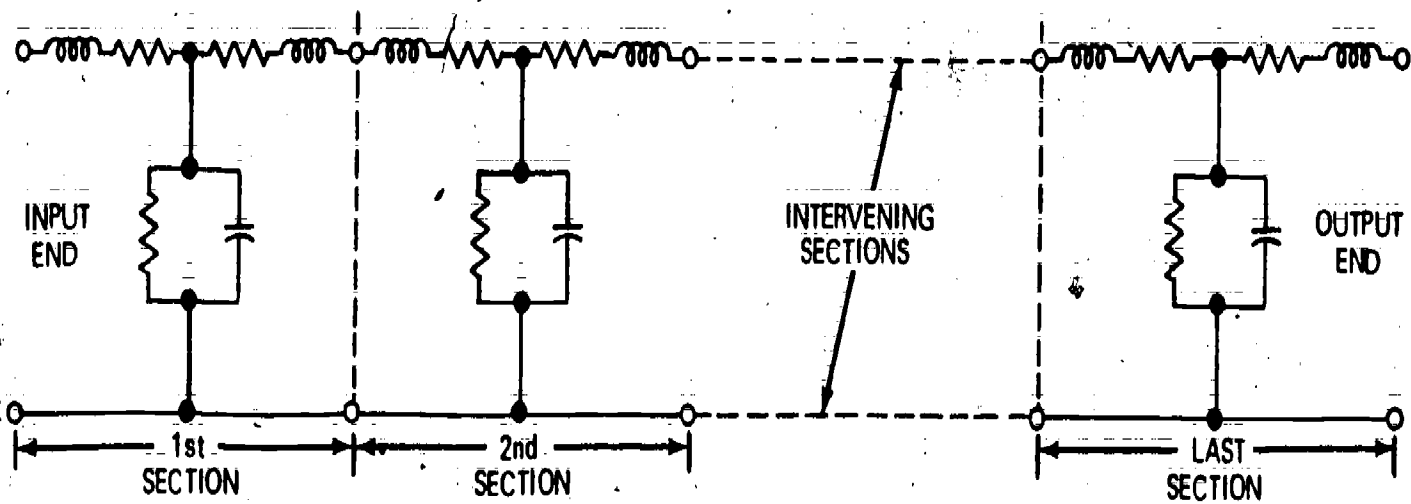 INPUT
END
INTERVENING
SECTIONS
OUTPUT
END
1st
SECTION
2nd
SECTION
LAST
SECTION